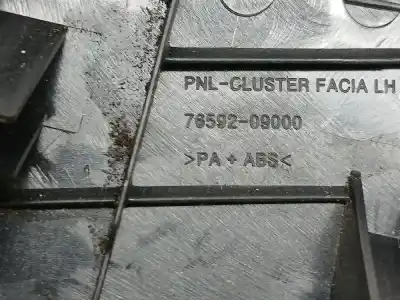 PNL-CLUSTER FACIA LH
76592-09000
>PA + ABS<